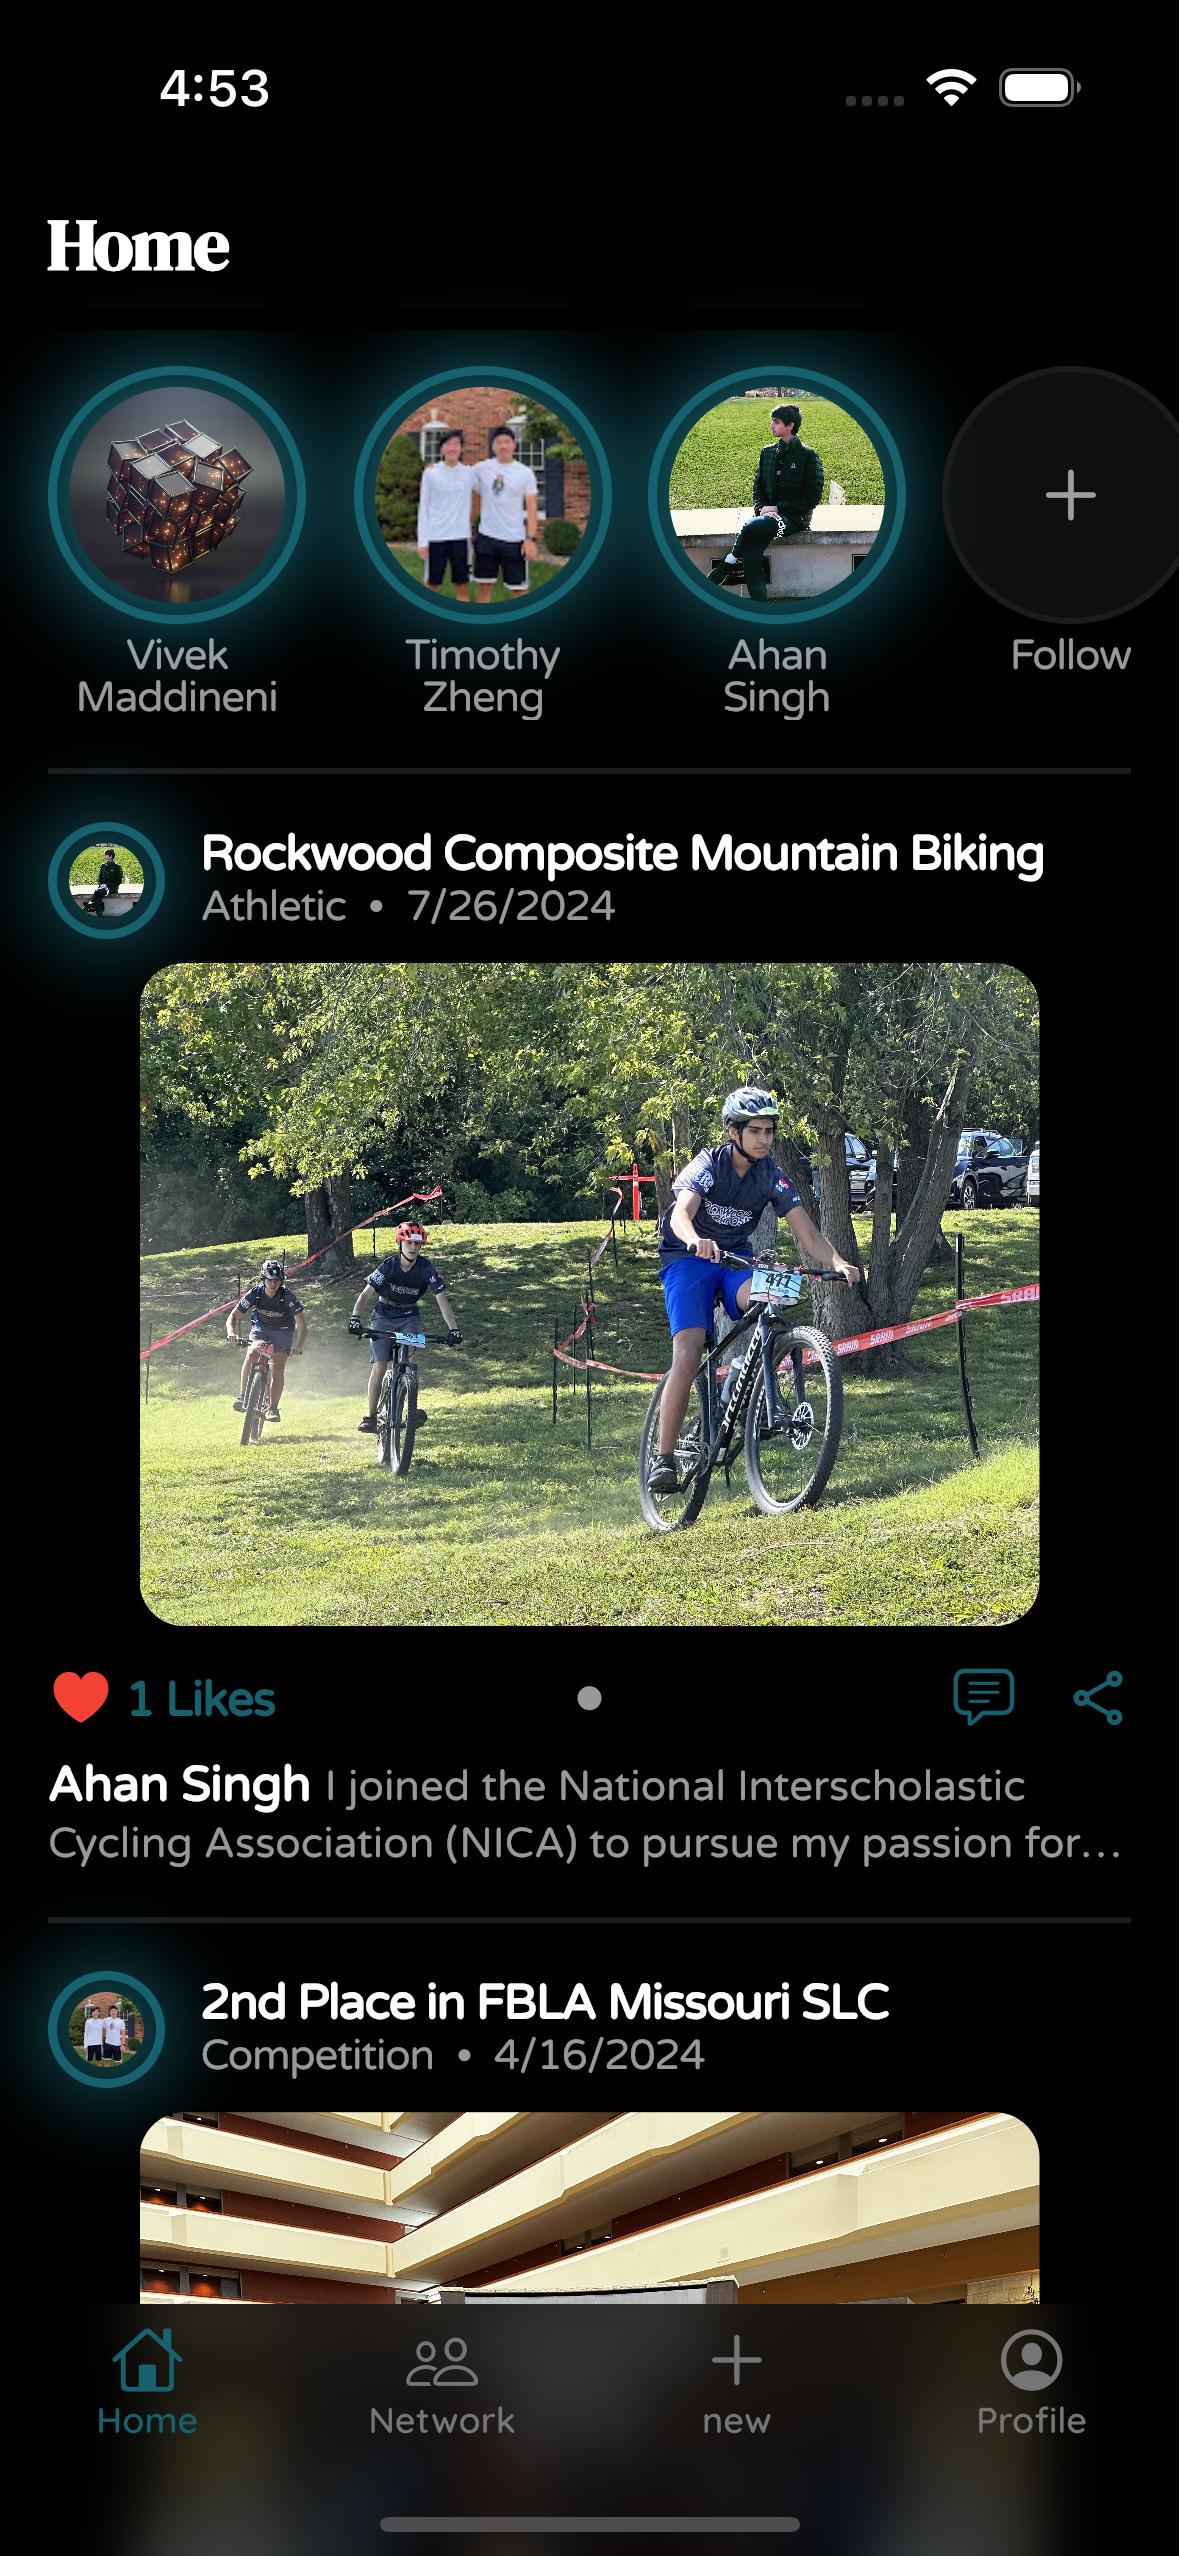 4:53
Home
Vivek
Maddineni
Timothy
Zheng
Ahan
Singh
Follow
Rockwood Composite Mountain Biking
Athletic • 7/26/2024
SRAM
1 Likes
Ahan Singh I joined the National Interscholastic
Cycling Association (NICA) to pursue my passion for...
2nd Place in FBLA Missouri SLC
Competition • 4/16/2024
Home
Network
new
Profile